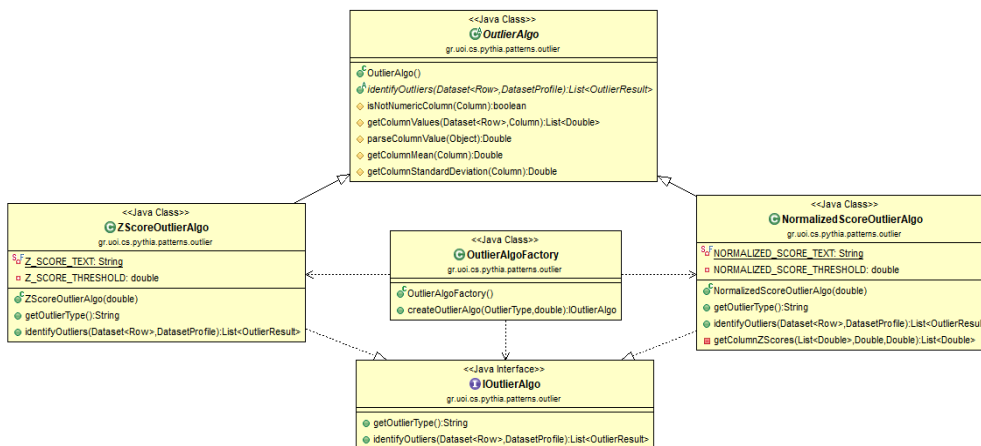 <<Java Class>>
OutlierAlgo
gr.uoi.cs.pythia.patterns.outlier
OutlierAlgo()
identifyOutliers(Dataset<Row>,DatasetProfile):List<OutlierResult>
isNotNumericColumn(Column):boolean
getColumnValues(Dataset<Row>,Column):List<Double>
parseColumnValue(Object):Double
getColumnMean(Column):Double
getColumnStandardDeviation(Column):Double
<<Java Class>>
ZScoreOutlierAlgo
gr.uoi.cs.pythia.patterns.outlier
Z_SCORE_TEXT: String
Z_SCORE_THRESHOLD: double
ZScoreOutlierAlgo(double)
getOutlierType():String
identifyOutliers(Dataset<Row>,DatasetProfile):List<OutlierResult>
<<Java Class>>
OutlierAlgoFactory
gr.uoi.cs.pythia.patterns.outlier
OutlierAlgoFactory()
createOutlierAlgo(OutlierType,double):IOutlierAlgo
<<Java Class>>
NormalizedScoreOutlierAlgo
gr.uoi.cs.pythia.patterns.outlier
NORMALIZED_SCORE_TEXT: String
NORMALIZED_SCORE_THRESHOLD: double
NormalizedScoreOutlierAlgo(double)
getOutlierType():String
identifyOutliers(Dataset<Row>,DatasetProfile):List<OutlierResul
getColumnZScores(List<Double>,Double,Double):List<Double>
<<Java Interface>>
IOutlierAlgo
gr.uoi.cs.pythia.patterns.outlier
getOutlierType():String
identifyOutliers(Dataset<Row>,DatasetProfile):List<OutlierResult>